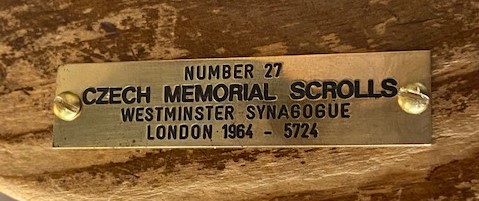 NUMBER 27
CZECH MEMORIAL SCROLLS
WESTMINSTER SYNAGOGUE
LONDON 1964 - 5724